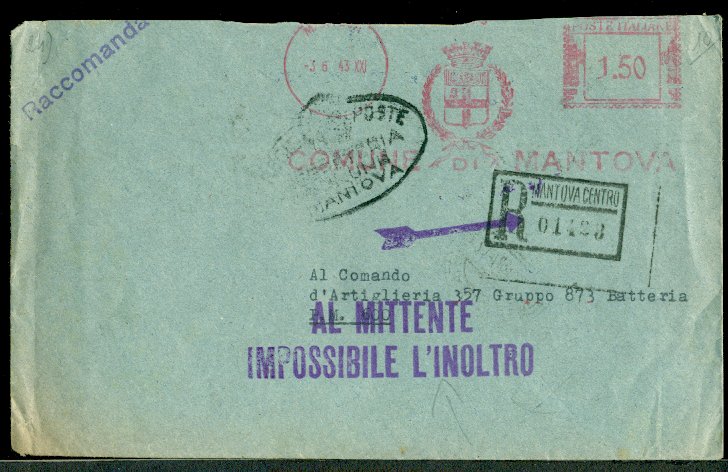 Raccomanda
-3 6 43 XXI
POSTE ITALIANE
1.50
COMUNE DI MANTOVA
POSTE
MANTOVA
R
MANTOVA CENTRO
Al Comando
d'Artiglieria 357 Gruppo 873 Batteria
P.M.
AL MITTENTE
IMPOSSIBILE L'INOLTRO